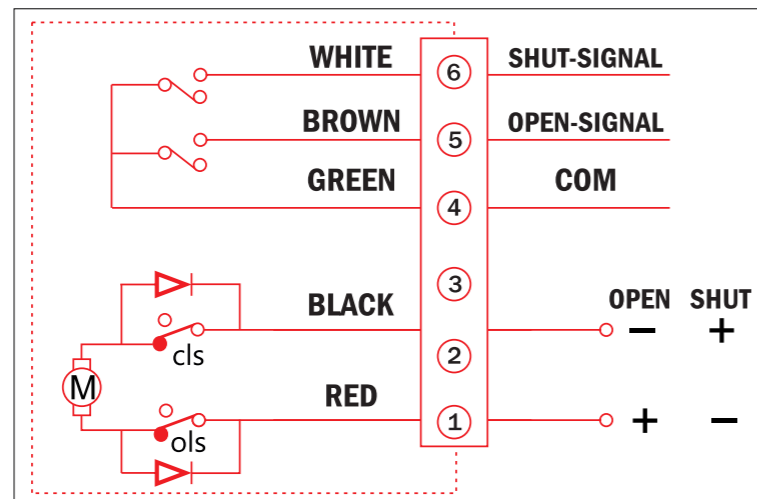 WHITE 6 SHUT-SIGNAL
BROWN 5 OPEN-SIGNAL
GREEN 4 COM
3
OPEN SHUT
BLACK − +
cls
2
M
RED 1 + −
ols